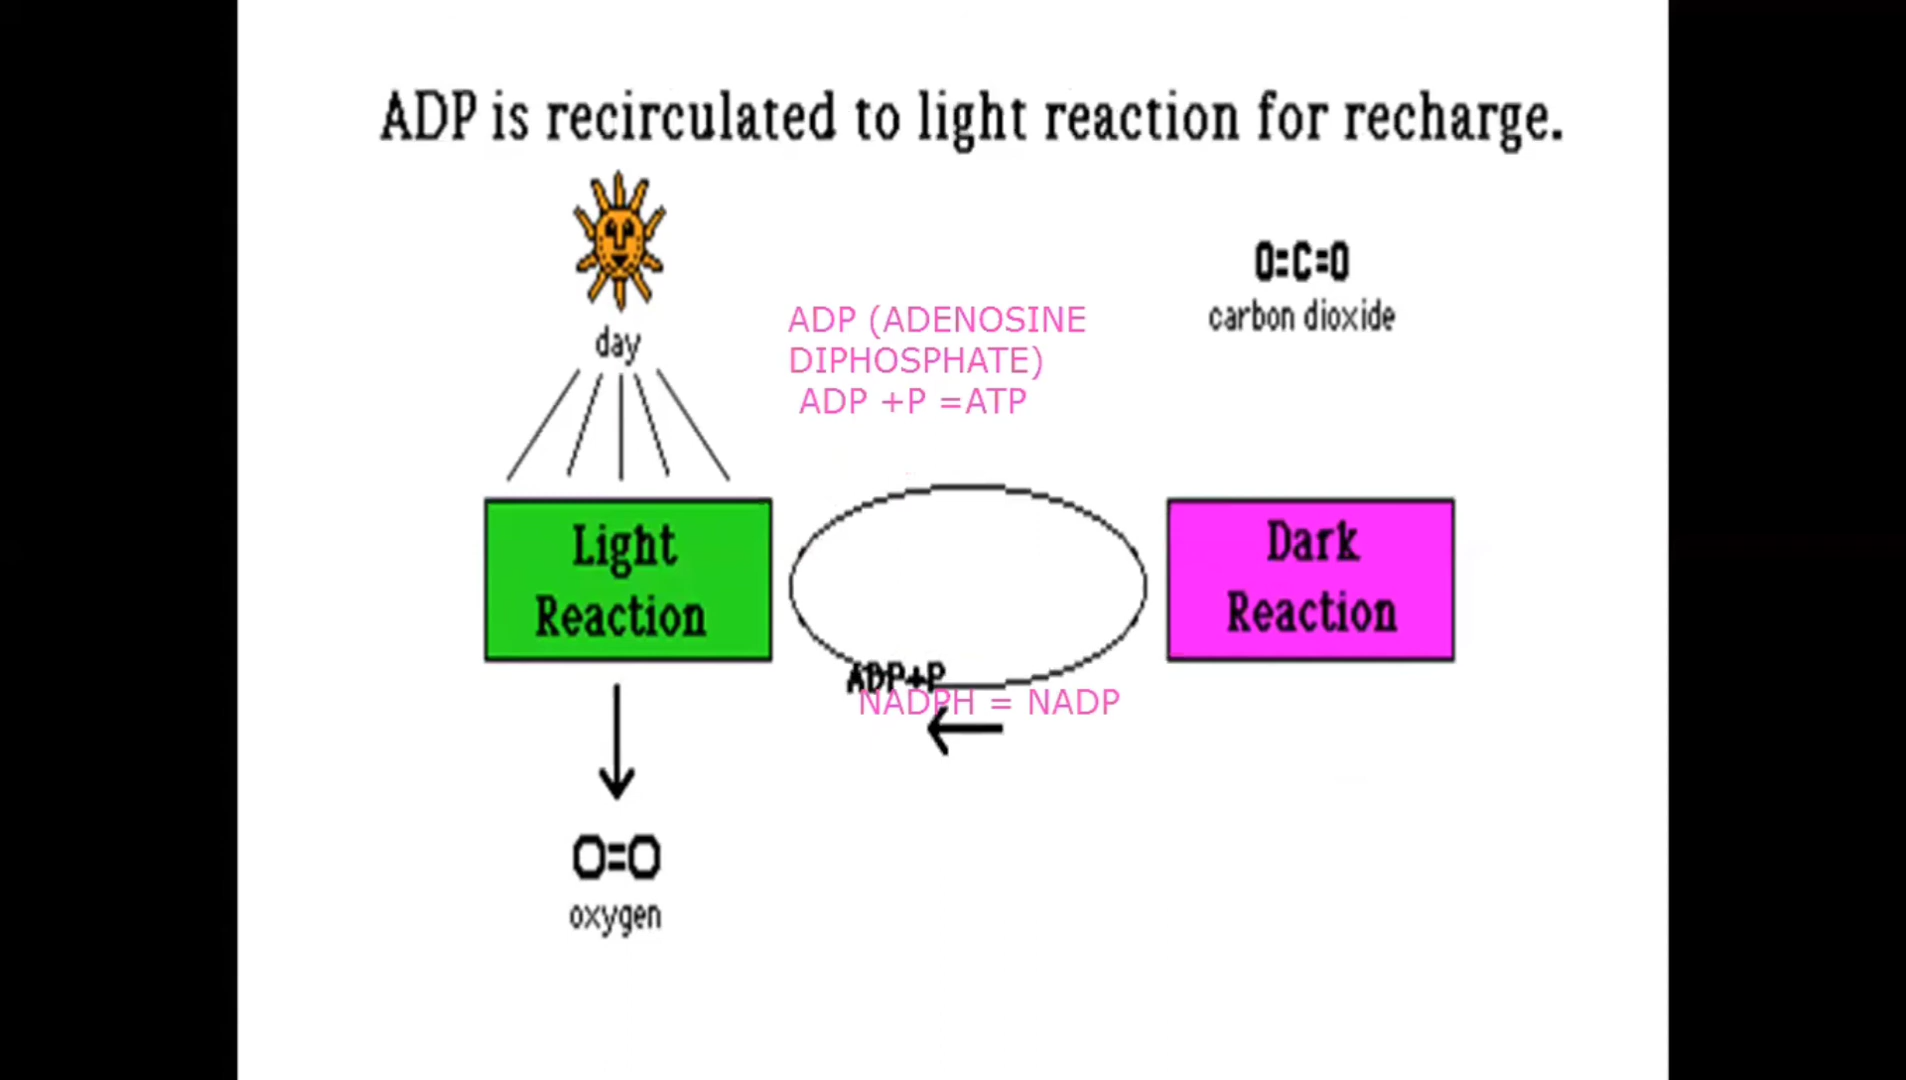 ADP is recirculated to light reaction for recharge.
O=C=O
carbon dioxide
day
ADP (ADENOSINE
DIPHOSPHATE)
ADP +P =ATP
Light
Reaction
Dark
Reaction
ADP+P
NADPH = NADP
O=O
oxygen